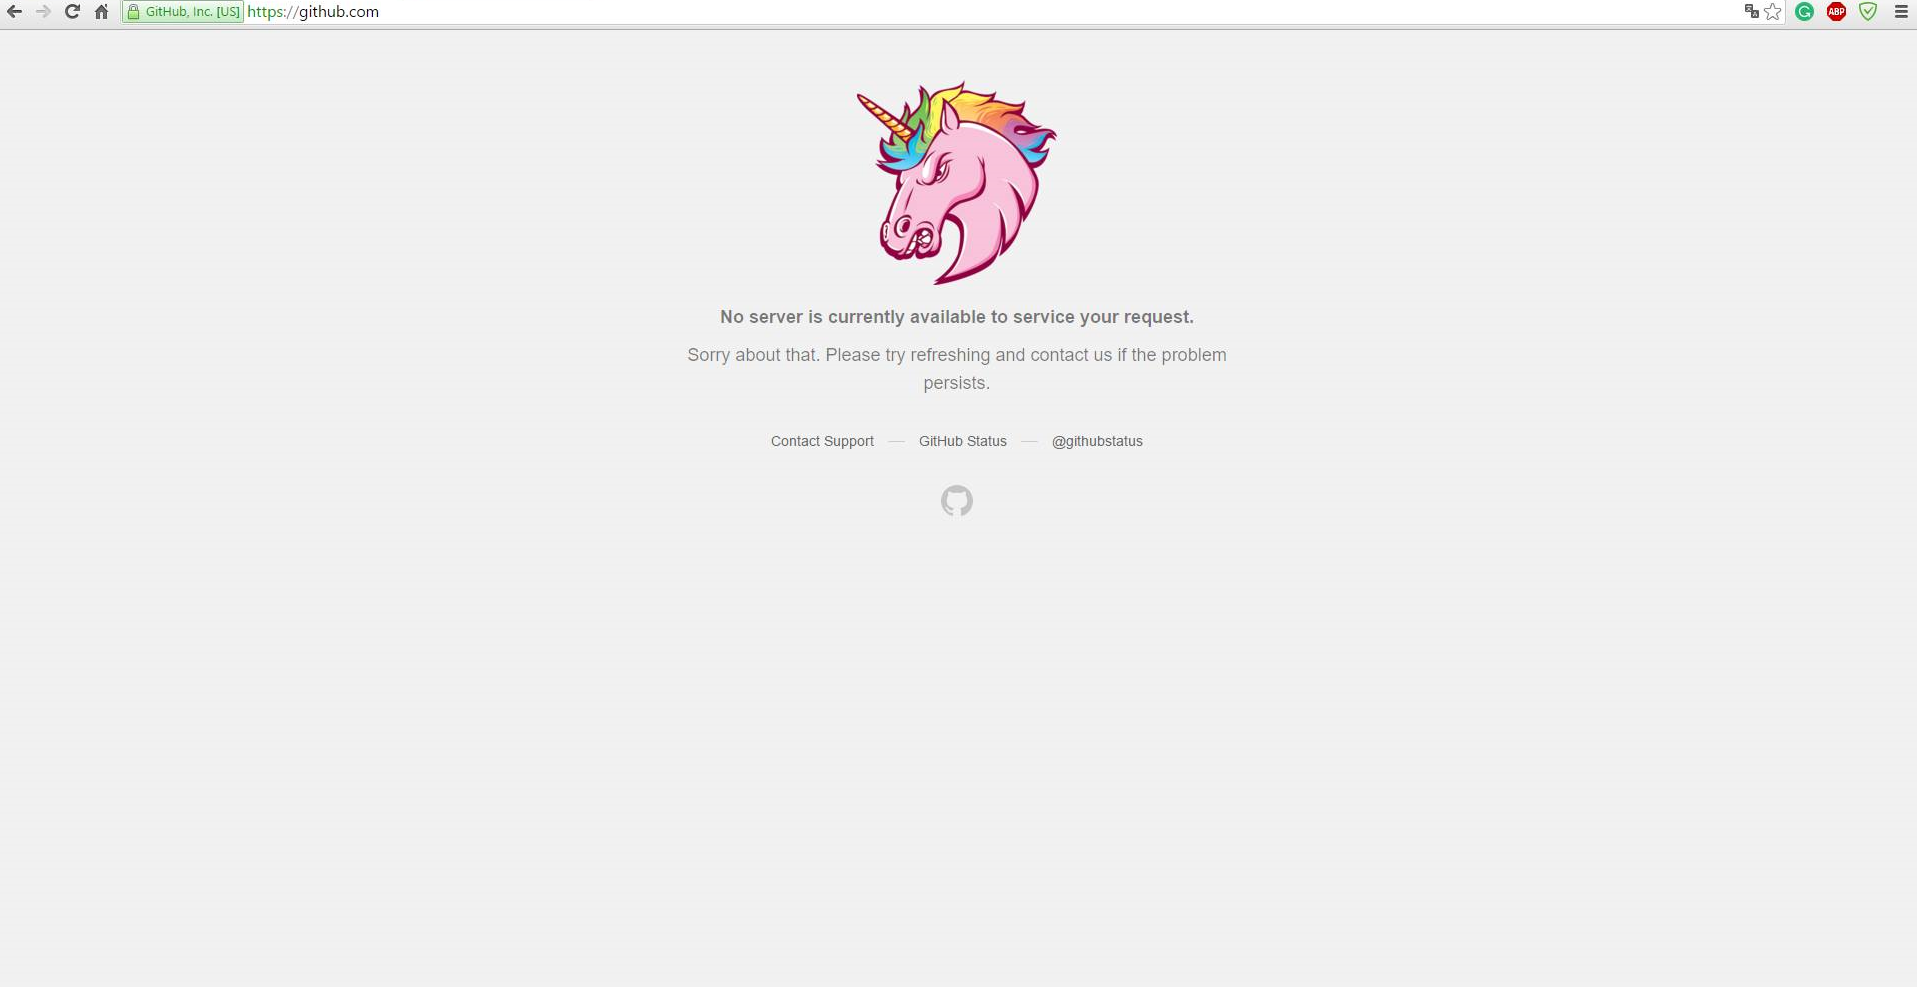 GitHub, Inc. [US] https://github.com
ABP
No server is currently available to service your request.
Sorry about that. Please try refreshing and contact us if the problem
persists.
Contact Support — GitHub Status — @githubstatus